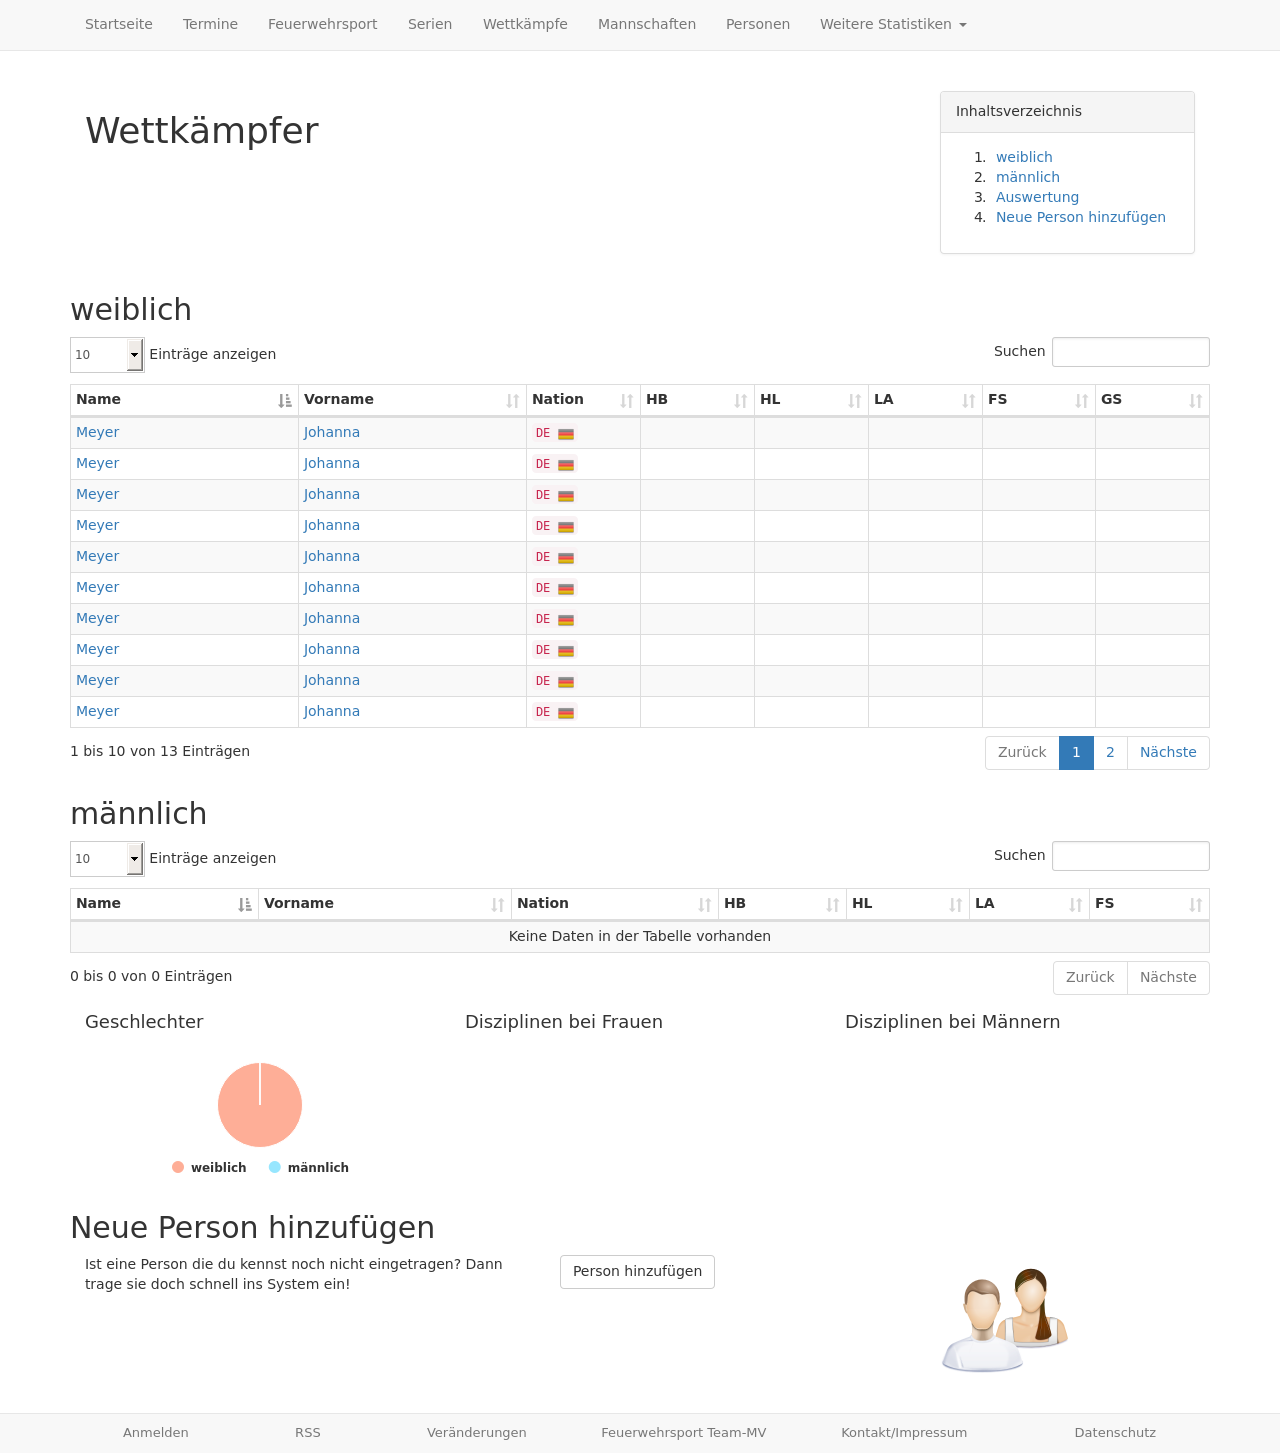 Startseite Termine Feuerwehrsport Serien Wettkämpfe Mannschaften Personen Weitere Statistiken
Wettkämpfer
Inhaltsverzeichnis
1. weiblich
2. männlich
3. Auswertung
4. Neue Person hinzufügen
weiblich
10 Einträge anzeigen Suchen
Name Vorname Nation HB HL LA FS GS
Meyer Johanna DE
Meyer Johanna DE
Meyer Johanna DE
Meyer Johanna DE
Meyer Johanna DE
Meyer Johanna DE
Meyer Johanna DE
Meyer Johanna DE
Meyer Johanna DE
Meyer Johanna DE
1 bis 10 von 13 Einträgen Zurück 1 2 Nächste
männlich
10 Einträge anzeigen Suchen
Name Vorname Nation HB HL LA FS
Keine Daten in der Tabelle vorhanden
0 bis 0 von 0 Einträgen Zurück Nächste
Geschlechter Disziplinen bei Frauen Disziplinen bei Männern
weiblich männlich
Neue Person hinzufügen
Ist eine Person die du kennst noch nicht eingetragen? Dann
trage sie doch schnell ins System ein!
Person hinzufügen
Anmelden RSS Veränderungen Feuerwehrsport Team-MV Kontakt/Impressum Datenschutz